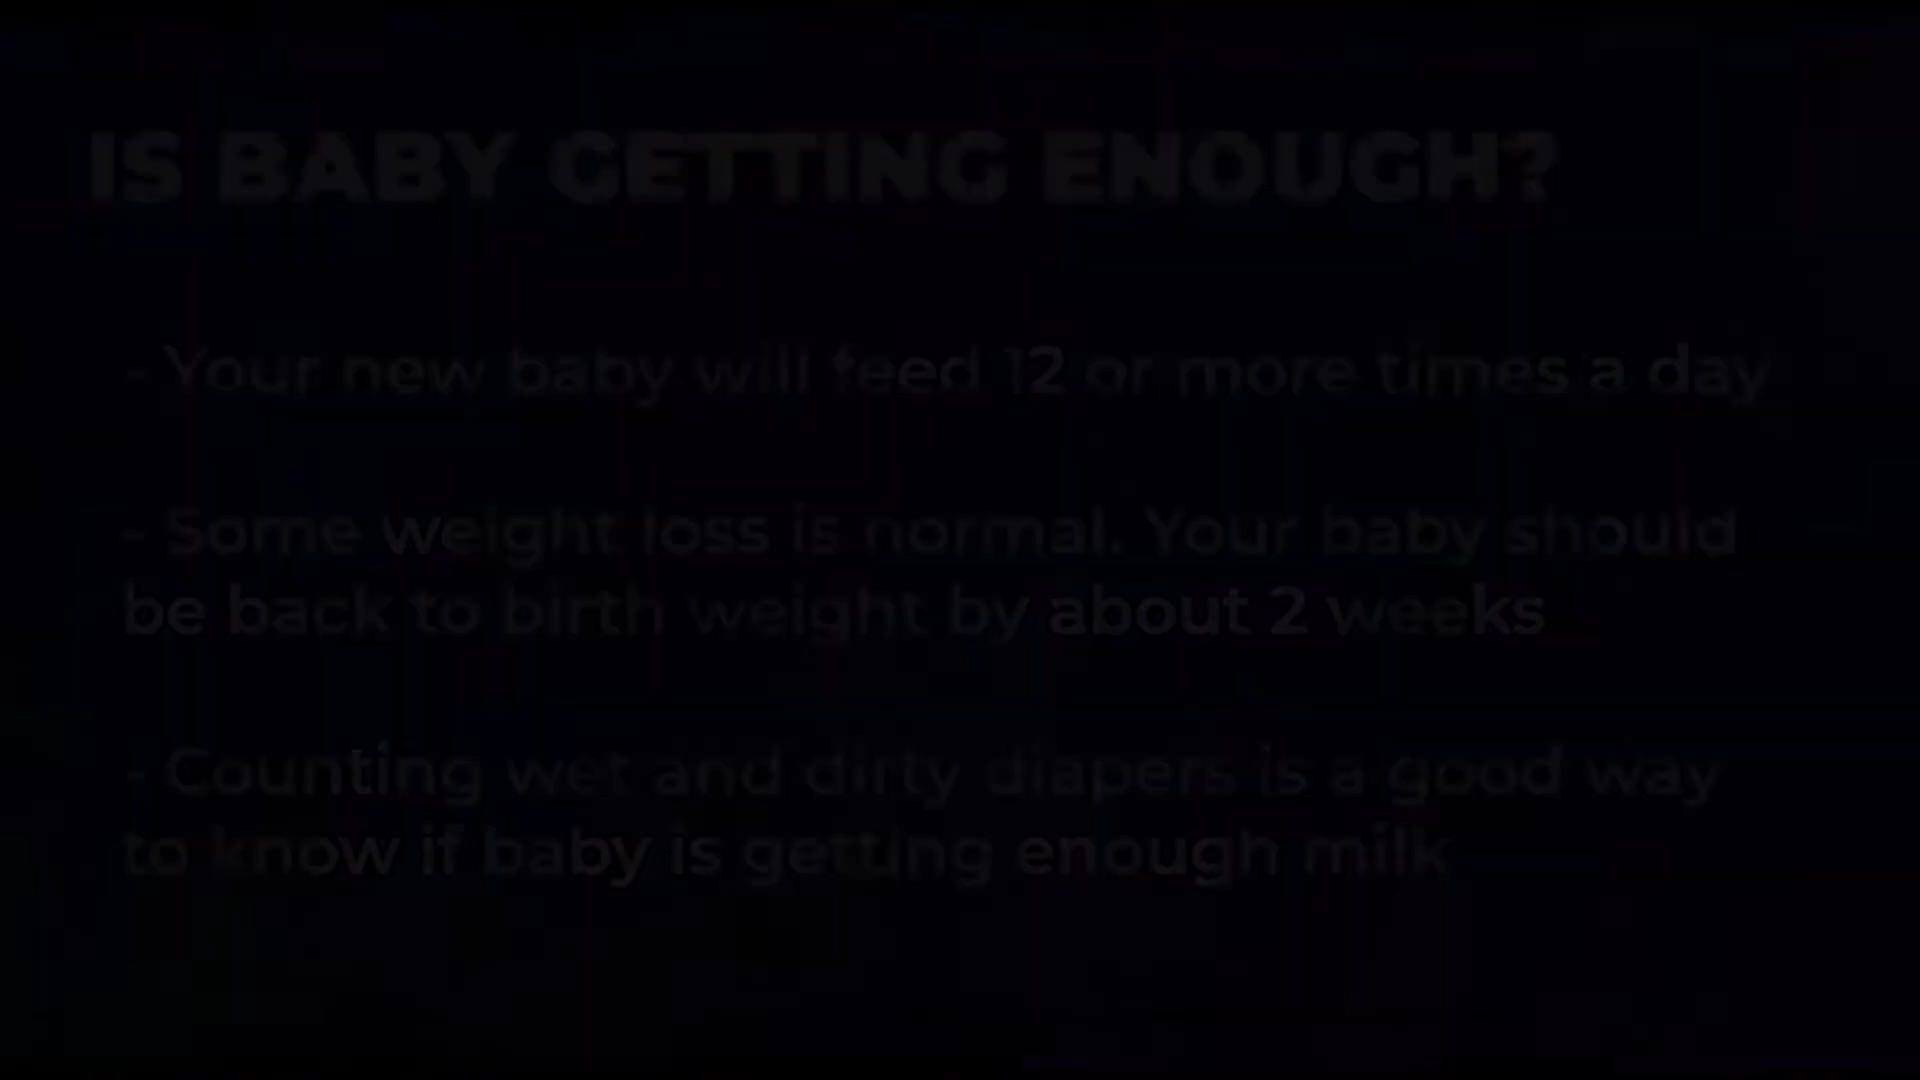 IS BABY GETTING ENOUGH?
- Your new baby will feed 12 or more times a day
- Some weight loss is normal. Your baby should
be back to birth weight by about 2 weeks
- Counting wet and dirty diapers is a good way
to know if baby is getting enough milk